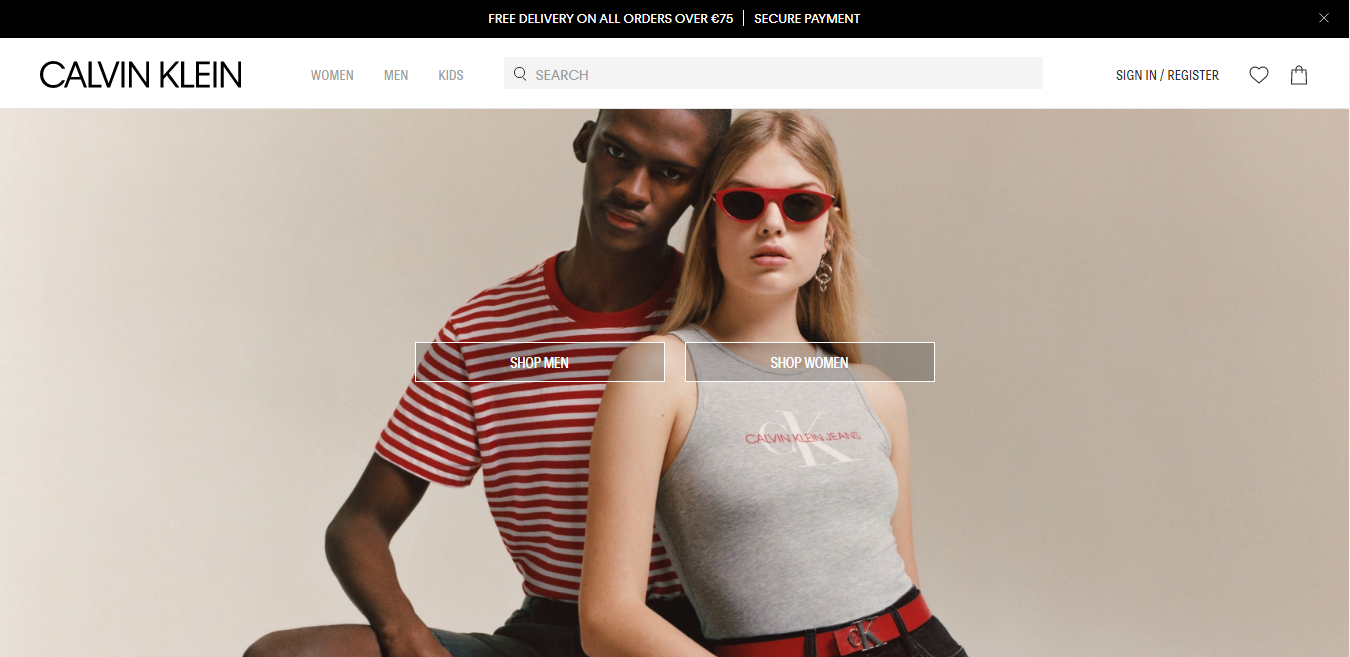 FREE DELIVERY ON ALL ORDERS OVER €75 | SECURE PAYMENT
CALVIN KLEIN
WOMEN MEN KIDS
SEARCH
SIGN IN / REGISTER
SHOP MEN
SHOP WOMEN
CK
CALVIN KLEIN JEANS
CK